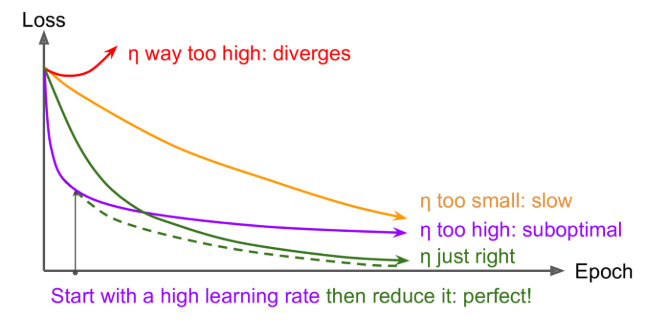 Loss
η way too high: diverges
η too small: slow
η too high: suboptimal
η just right
Epoch
Start with a high learning rate then reduce it: perfect!